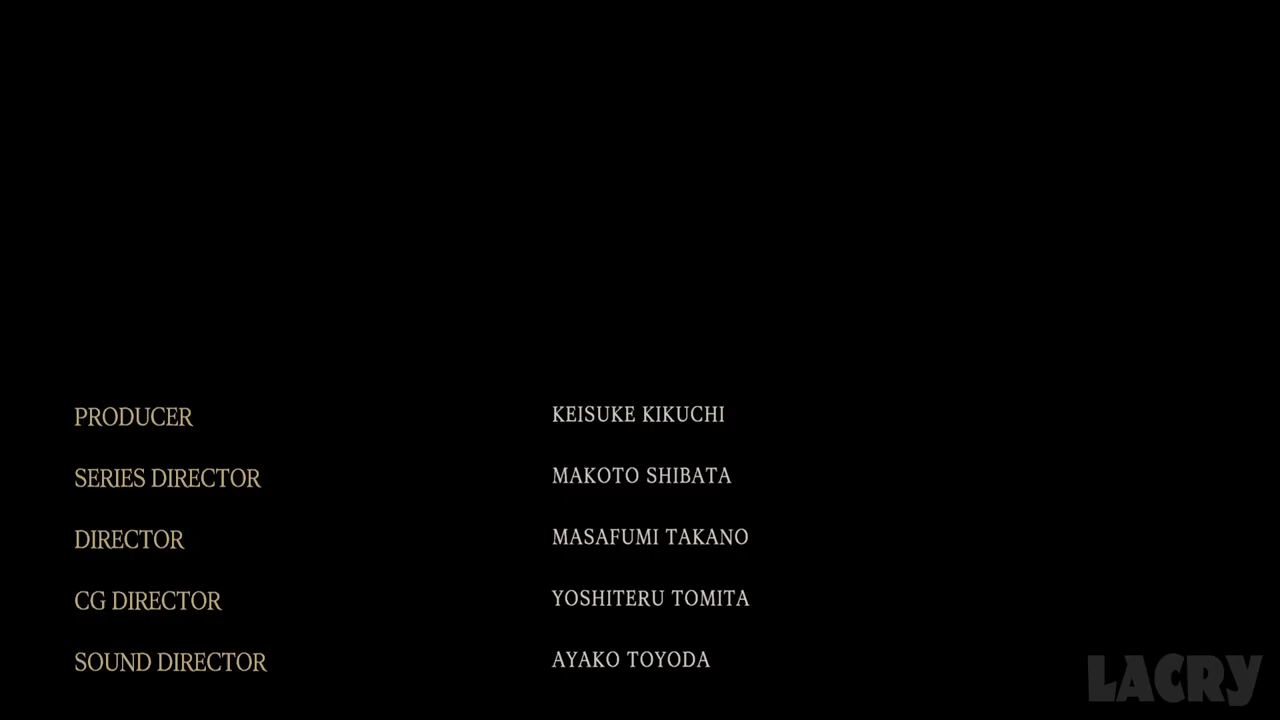 PRODUCER KEISUKE KIKUCHI
SERIES DIRECTOR MAKOTO SHIBATA
DIRECTOR MASAFUMI TAKANO
CG DIRECTOR YOSHITERU TOMITA
SOUND DIRECTOR AYAKO TOYODA
LACRY